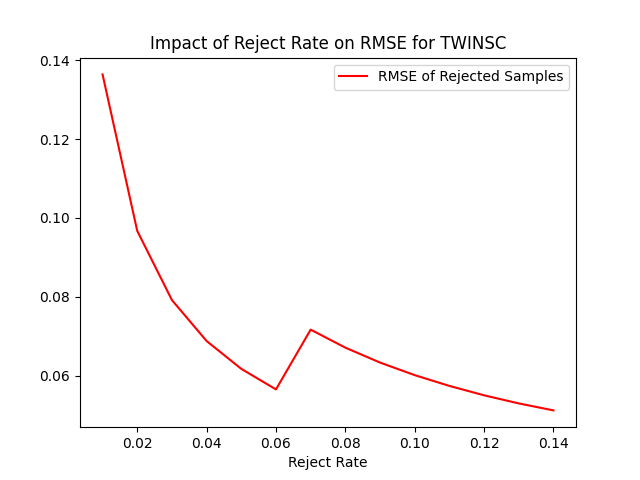 Impact of Reject Rate on RMSE for TWINSC
RMSE of Rejected Samples
0.14
0.12
0.10
0.08
0.06
0.02 0.04 0.06 0.08 0.10 0.12 0.14
Reject Rate